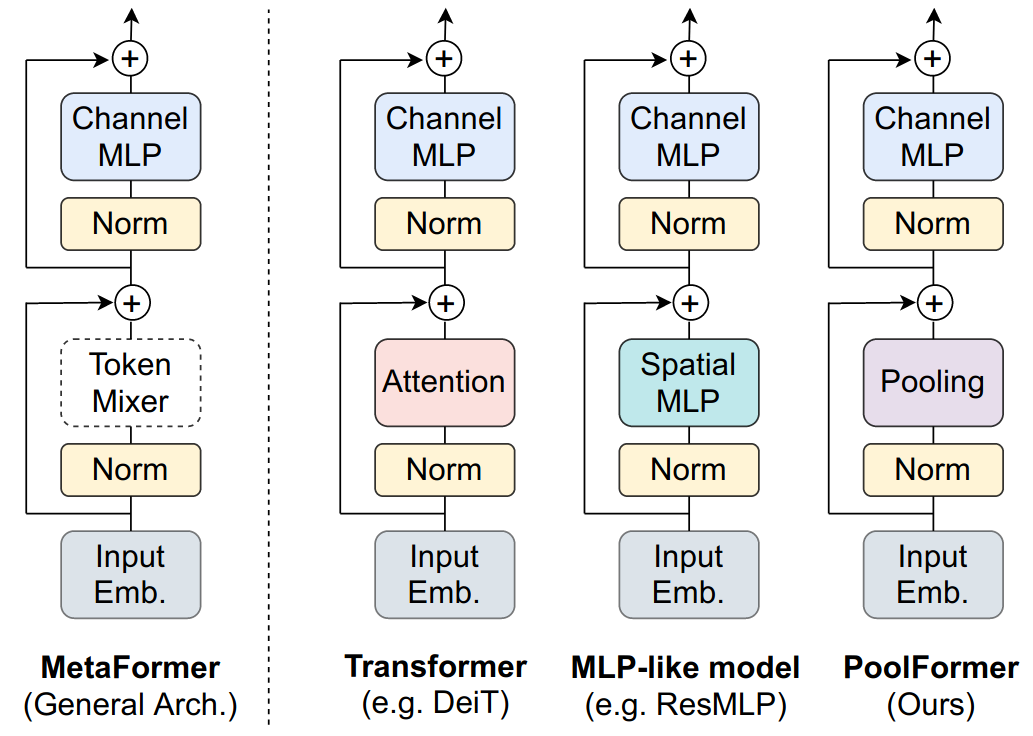 +
Channel
MLP
Norm
+
Token
Mixer
Norm
Input
Emb.
MetaFormer
(General Arch.)
+
Channel
MLP
Norm
+
Attention
Norm
Input
Emb.
Transformer
(e.g. DeiT)
+
Channel
MLP
Norm
+
Spatial
MLP
Norm
Input
Emb.
MLP-like model
(e.g. ResMLP)
+
Channel
MLP
Norm
+
Pooling
Norm
Input
Emb.
PoolFormer
(Ours)